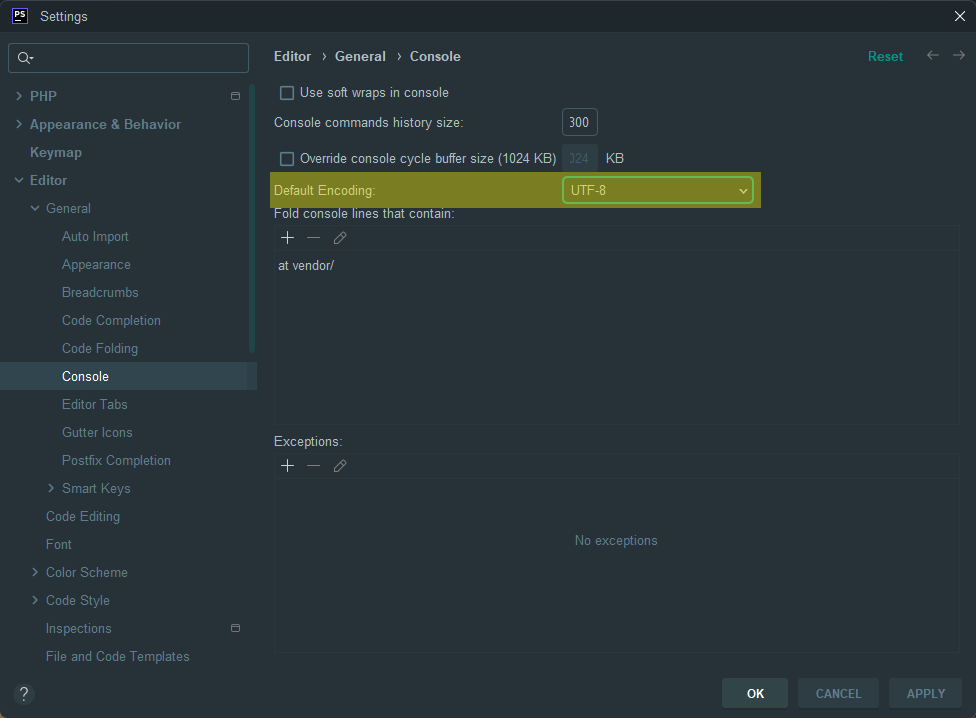 PS Settings
Editor › General › Console
Reset
PHP
Appearance & Behavior
Keymap
Editor
General
Auto Import
Appearance
Breadcrumbs
Code Completion
Code Folding
Console
Editor Tabs
Gutter Icons
Postfix Completion
Smart Keys
Code Editing
Font
Color Scheme
Code Style
Inspections
File and Code Templates
?
Use soft wraps in console
Console commands history size: 300
Override console cycle buffer size (1024 KB) 024 KB
Default Encoding: UTF-8
Fold console lines that contain:
at vendor/
Exceptions:
No exceptions
OK CANCEL APPLY